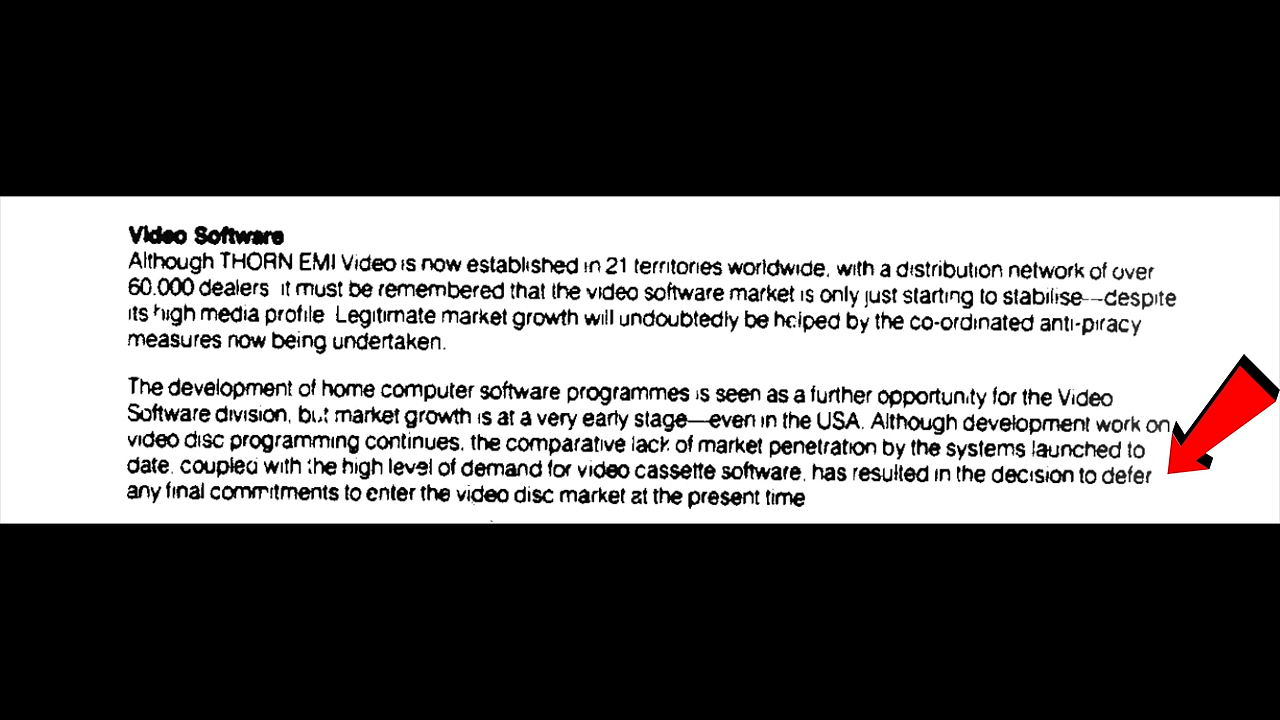 Video Software
Although THORN EMI Video is now established in 21 territories worldwide, with a distribution network of over
60.000 dealers it must be remembered that the video software market is only just starting to stabilise—despite
its high media profile Legitimate market growth will undoubtedly be helped by the co-ordinated anti-piracy
measures now being undertaken.
The development of home computer software programmes is seen as a further opportunity for the Video
Software division, but market growth is at a very early stage—even in the USA. Although development work on
video disc programming continues, the comparative lack of market penetration by the systems launched to
date, coupled with the high level of demand for video cassette software, has resulted in the decision to defer
any final commitments to enter the video disc market at the present time